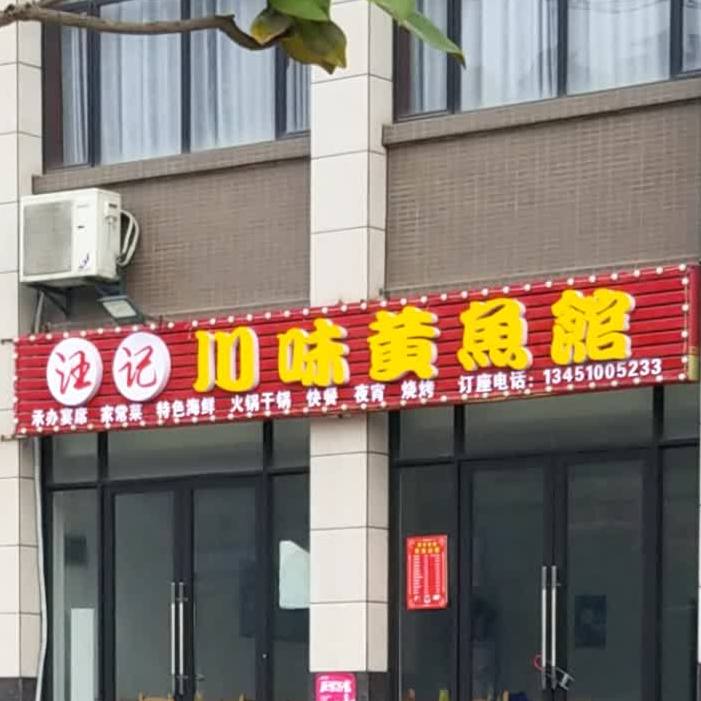 汪记 川味黄魚館
承办宴席 家常菜 特色海鲜 火锅干锅 快餐 夜宵 烧烤 订座电话：13451005233